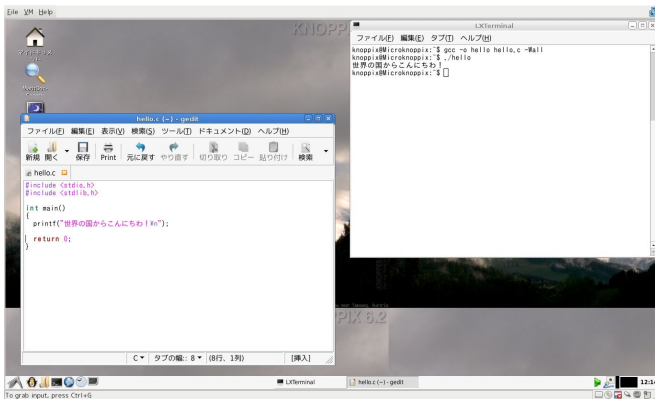 File VM Help
KNOPP
LXTerminal
ファイル(F) 編集(E) タブ(T) ヘルプ(H)
knoppix@Microknoppix:~$ gcc -o hello hello.c -Wall
knoppix@Microknoppix:~$ ./hello
世界の国からこんにちわ！
knoppix@Microknoppix:~$
hello.c (~) - gedit
ファイル(F) 編集(E) 表示(V) 検索(S) ツール(T) ドキュメント(D) ヘルプ(H)
新規 開く 保存 Print 元に戻す やり直す 切り取り コピー 貼り付け 検索
hello.c
#include <stdio.h>
#include <stdlib.h>
int main()
{
printf("世界の国からこんにちわ！¥n");
return 0;
}
PIX 6.2
C タブの幅: 8 (8行、1列) [挿入]
LXTerminal
hello.c (~) - gedit
12:14
To grab input, press Ctrl+G